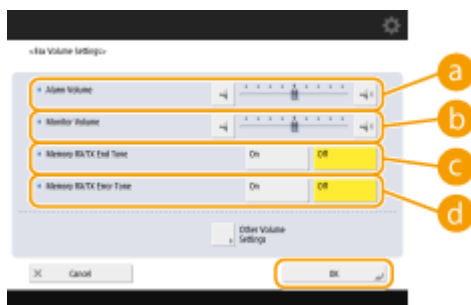 <Fax Volume Settings>
Alarm Volume
a
Monitor Volume
b
Memory RX/TX End Tone
On
Off
c
Memory RX/TX Error Tone
On
Off
d
Other Volume
Settings
Cancel
OK